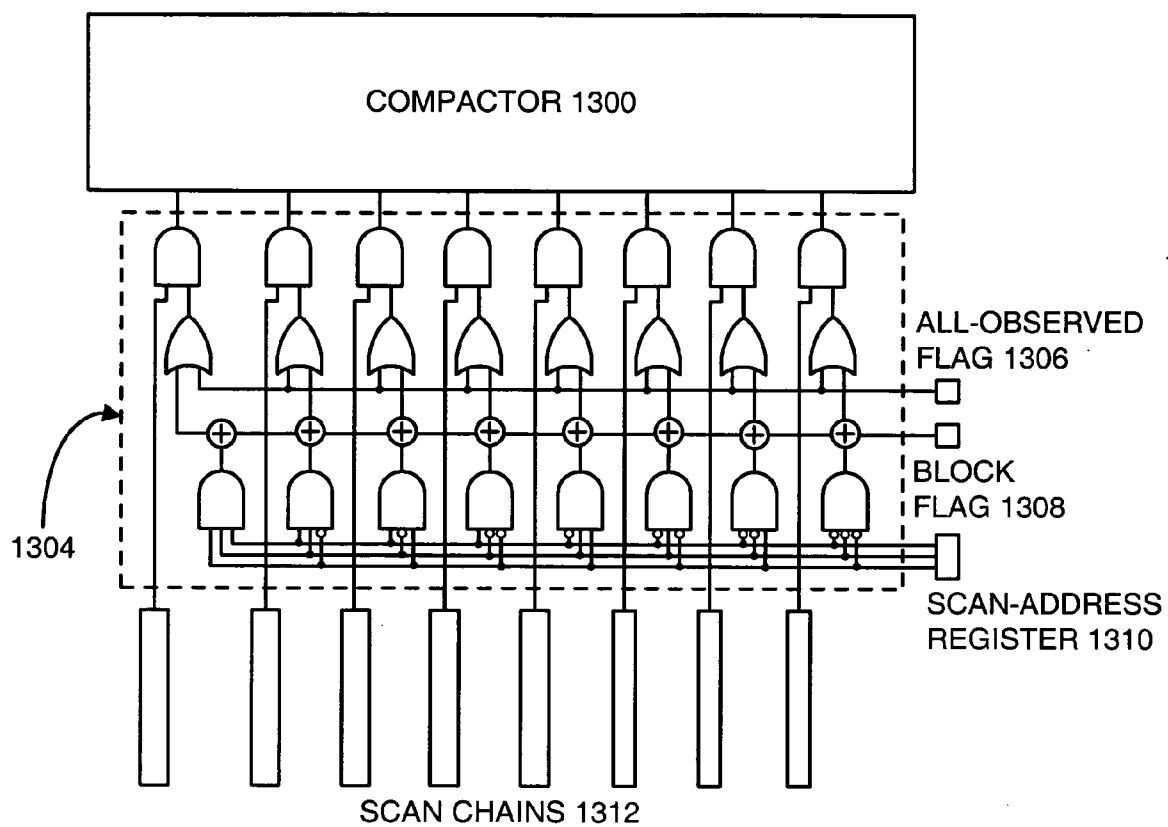 COMPACTOR 1300
ALL-OBSERVED
FLAG 1306
BLOCK
FLAG 1308
1304
SCAN-ADDRESS
REGISTER 1310
SCAN CHAINS 1312